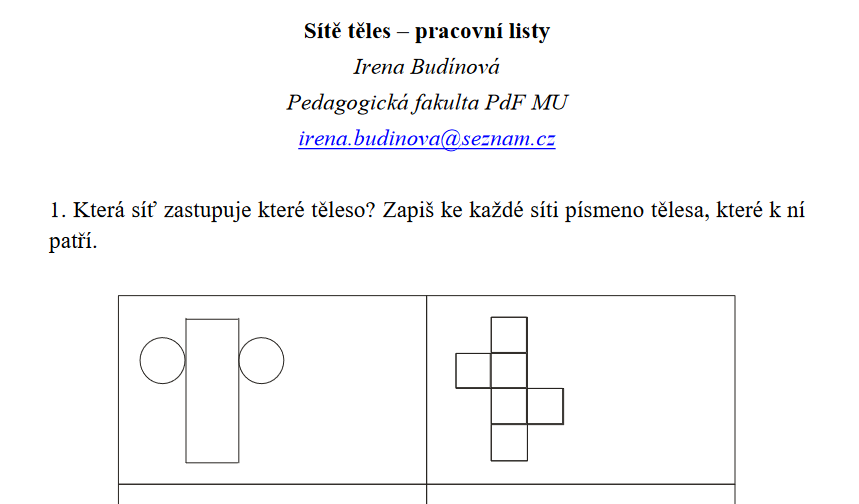 Sítě těles – pracovní listy
Irena Budínová
Pedagogická fakulta PdF MU
irena.budinova@seznam.cz
1. Která síť zastupuje které těleso? Zapiš ke každé síti písmeno tělesa, které k ní
patří.